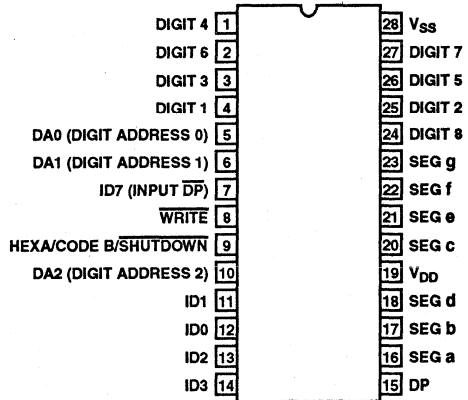 DIGIT 4 1 28 VSS
DIGIT 6 2 27 DIGIT 7
DIGIT 3 3 26 DIGIT 5
DIGIT 1 4 25 DIGIT 2
DA0 (DIGIT ADDRESS 0) 5 24 DIGIT 8
DA1 (DIGIT ADDRESS 1) 6 23 SEG g
ID7 (INPUT D̅P̅) 7 22 SEG f
W̅R̅I̅T̅E̅ 8 21 SEG e
HEXA/CODE B/S̅H̅U̅T̅D̅O̅W̅N̅ 9 20 SEG c
DA2 (DIGIT ADDRESS 2) 10 19 VDD
ID1 11 18 SEG d
ID0 12 17 SEG b
ID2 13 16 SEG a
ID3 14 15 DP